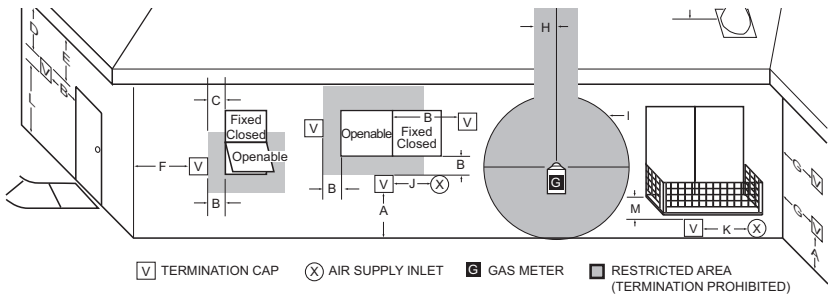 D
E
V
B
L
C
Fixed
Closed
Openable
F
V
B
V
Openable
B
Fixed
Closed
V
B
B
V
J
X
A
H
I
G
M
V
K
X
G
V
G
V
A
V TERMINATION CAP
X AIR SUPPLY INLET
G GAS METER
RESTRICTED AREA
(TERMINATION PROHIBITED)